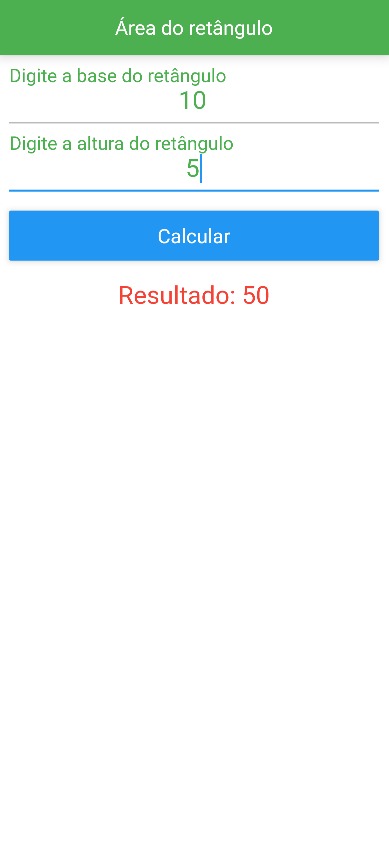 Área do retângulo
Digite a base do retângulo
10
Digite a altura do retângulo
5
Calcular
Resultado: 50